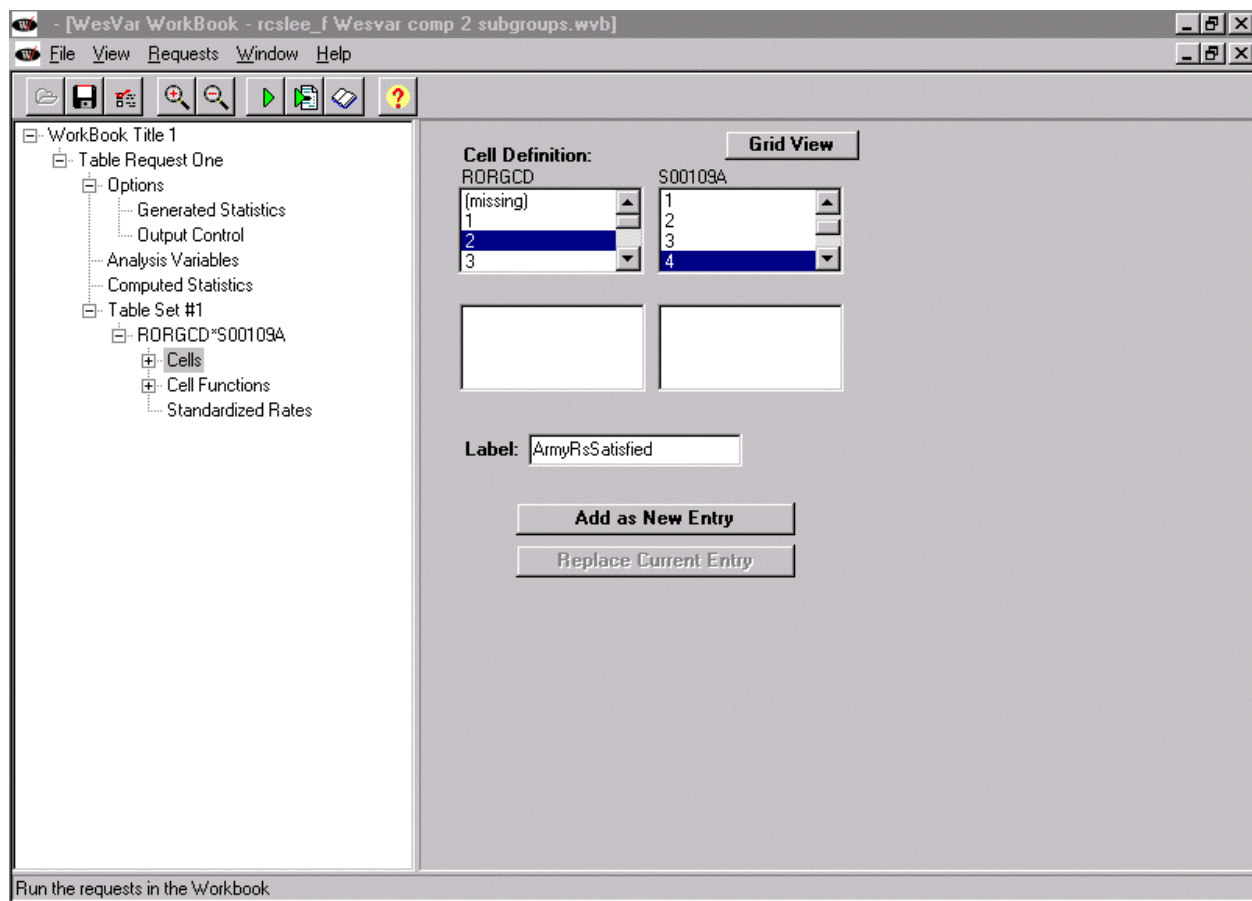 - [WesVar WorkBook - rcslee_f Wesvar comp 2 subgroups.wvb]
File View Requests Window Help
WorkBook Title 1
Table Request One
Options
Generated Statistics
Output Control
Analysis Variables
Computed Statistics
Table Set #1
RORGCD*S00109A
Cells
Cell Functions
Standardized Rates
Grid View
Cell Definition:
RORGCD S00109A
(missing)
1
2
3
1
2
3
4
Label: ArmyRsSatisfied
Add as New Entry
Replace Current Entry
Run the requests in the Workbook